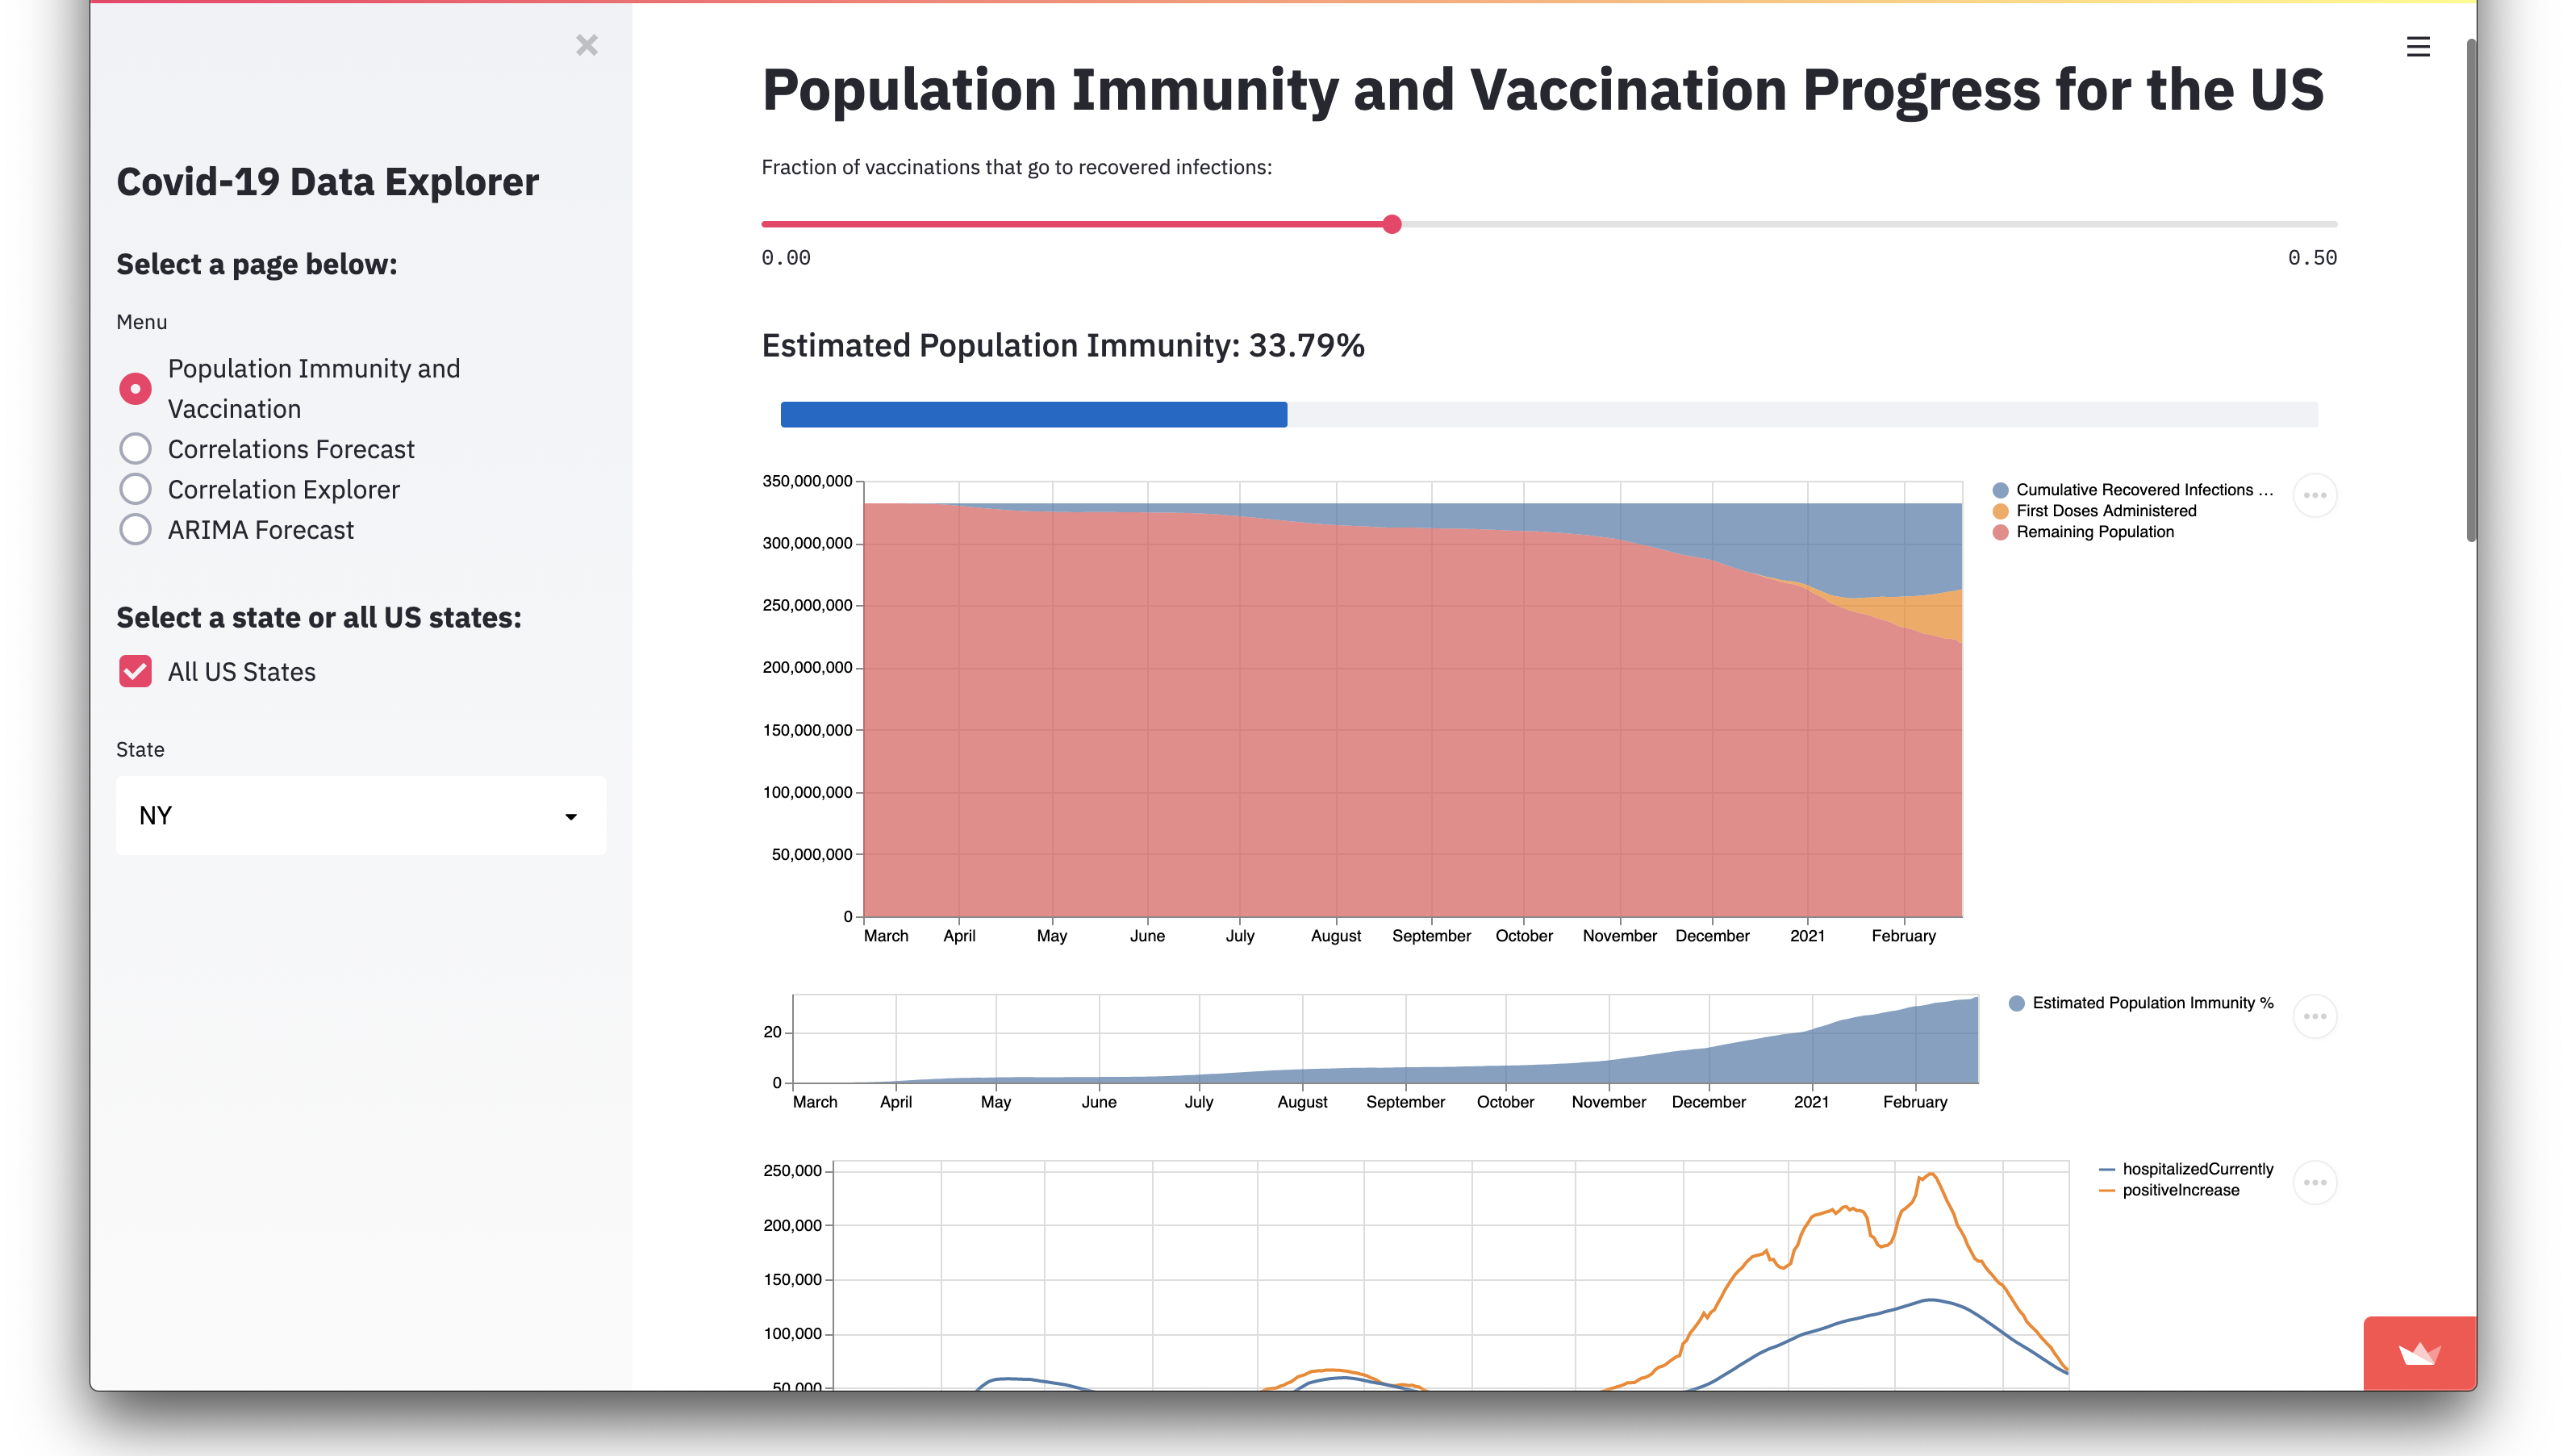 Covid-19 Data Explorer
Select a page below:
Menu
Population Immunity and
Vaccination
Correlations Forecast
Correlation Explorer
ARIMA Forecast
Select a state or all US states:
All US States
State
NY
Population Immunity and Vaccination Progress for the US
Fraction of vaccinations that go to recovered infections:
0.00 0.50
Estimated Population Immunity: 33.79%
350,000,000
300,000,000
250,000,000
200,000,000
150,000,000
100,000,000
50,000,000
0
March April May June July August September October November December 2021 February
Cumulative Recovered Infections …
First Doses Administered
Remaining Population
20
0
March April May June July August September October November December 2021 February
Estimated Population Immunity %
250,000
200,000
150,000
100,000
50,000
hospitalizedCurrently
positiveIncrease